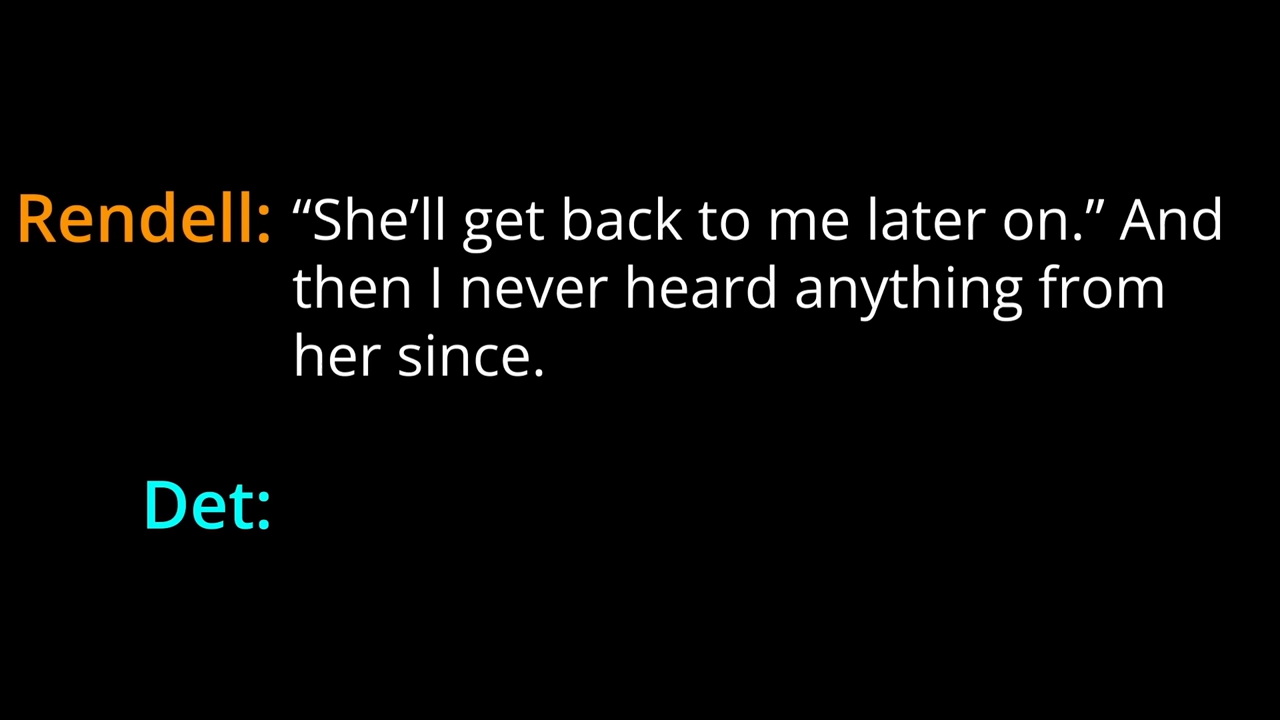 Rendell: “She’ll get back to me later on.” And
then I never heard anything from
her since.
Det: